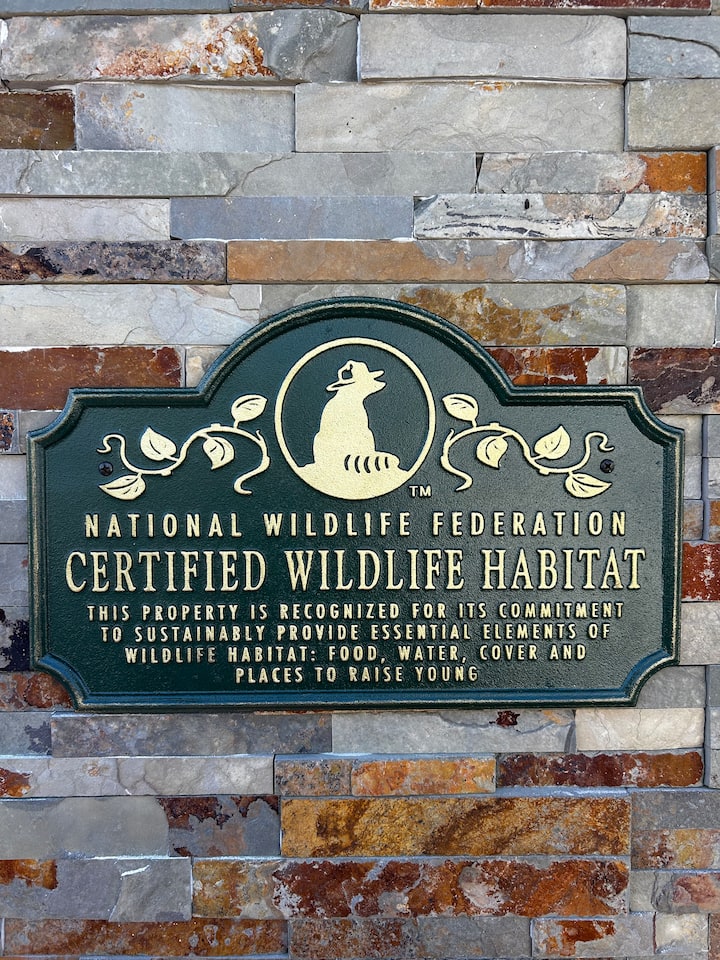 TM
NATIONAL WILDLIFE FEDERATION
CERTIFIED WILDLIFE HABITAT
THIS PROPERTY IS RECOGNIZED FOR ITS COMMITMENT
TO SUSTAINABLY PROVIDE ESSENTIAL ELEMENTS OF
WILDLIFE HABITAT: FOOD, WATER, COVER AND
PLACES TO RAISE YOUNG